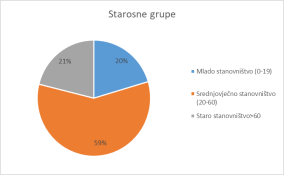 Starosne grupe
21%
20%
59%
Mlado stanovništvo (0-19)
Srednjovječno stanovništvo
(20-60)
Staro stanovništvo>60